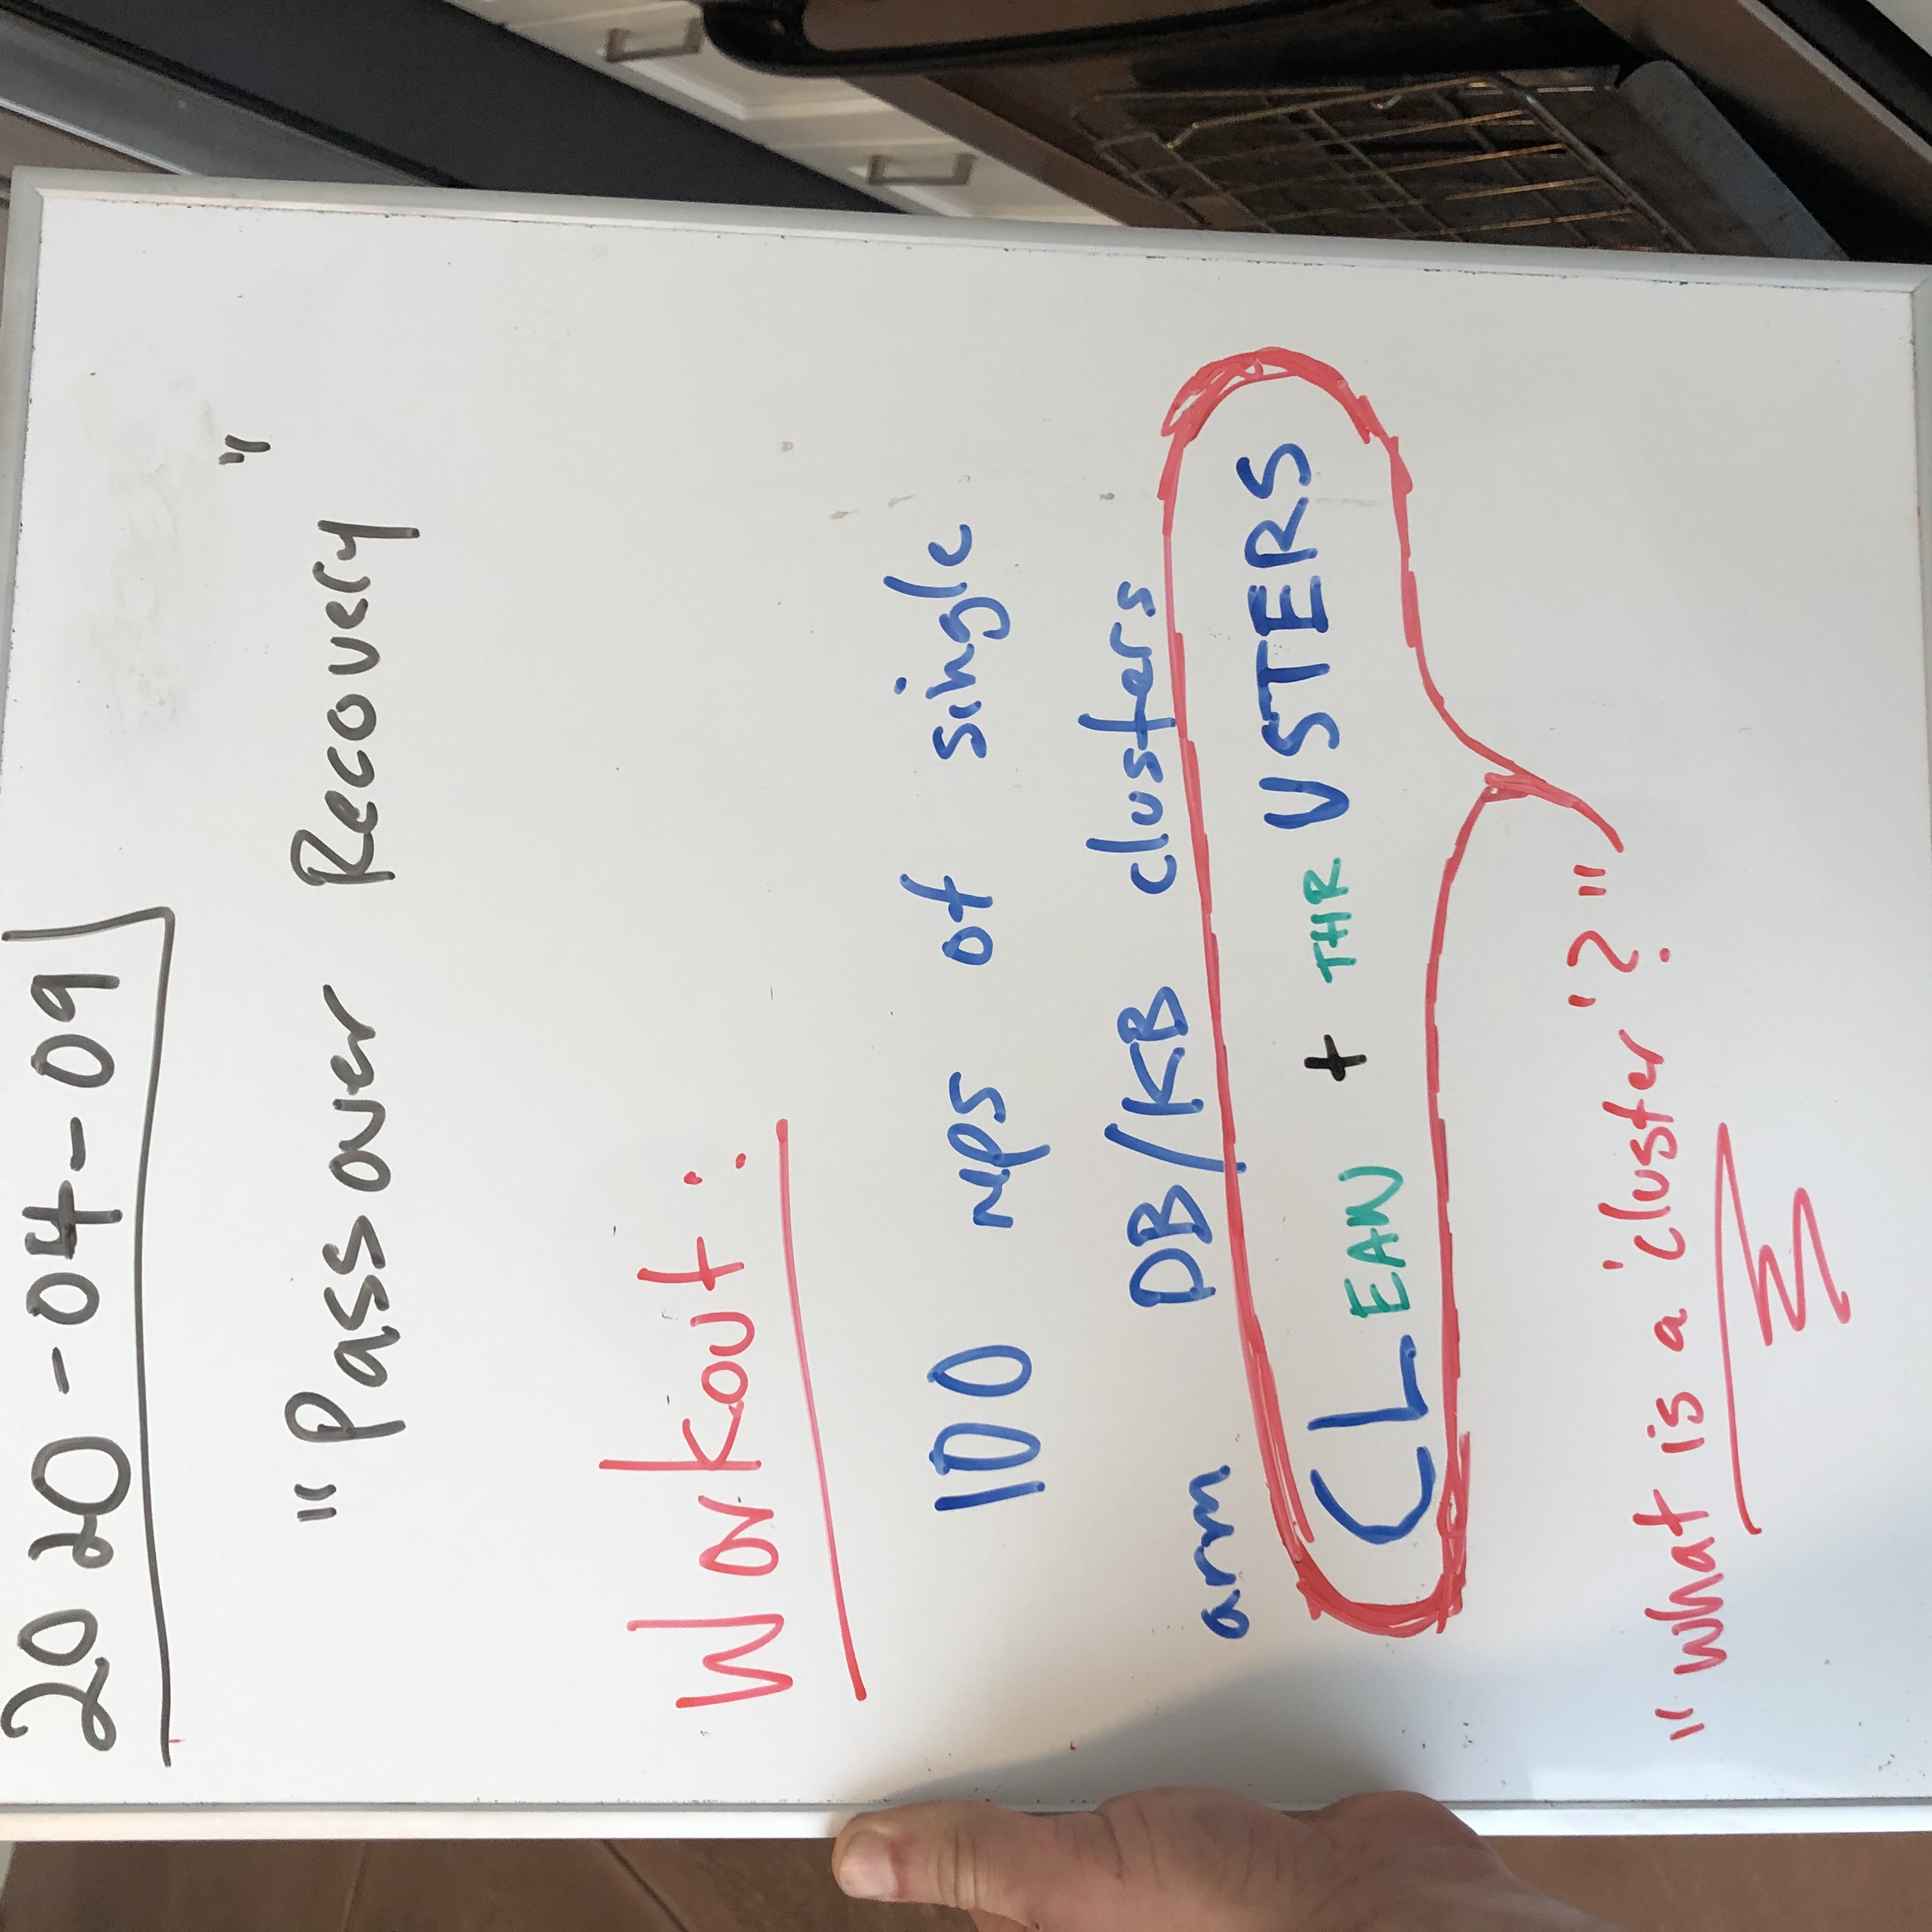 2020-04-09
"Passover Recovery"
Workout:
100 reps of single
arm DB/KB clusters
CLEAN + THRUSTERS
"what is a 'cluster'?"